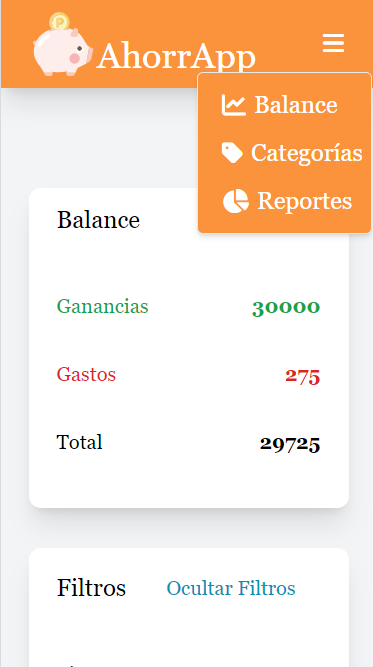 AhorrApp
Balance
Categorías
Reportes
Balance
Ganancias 30000
Gastos 275
Total 29725
Filtros Ocultar Filtros